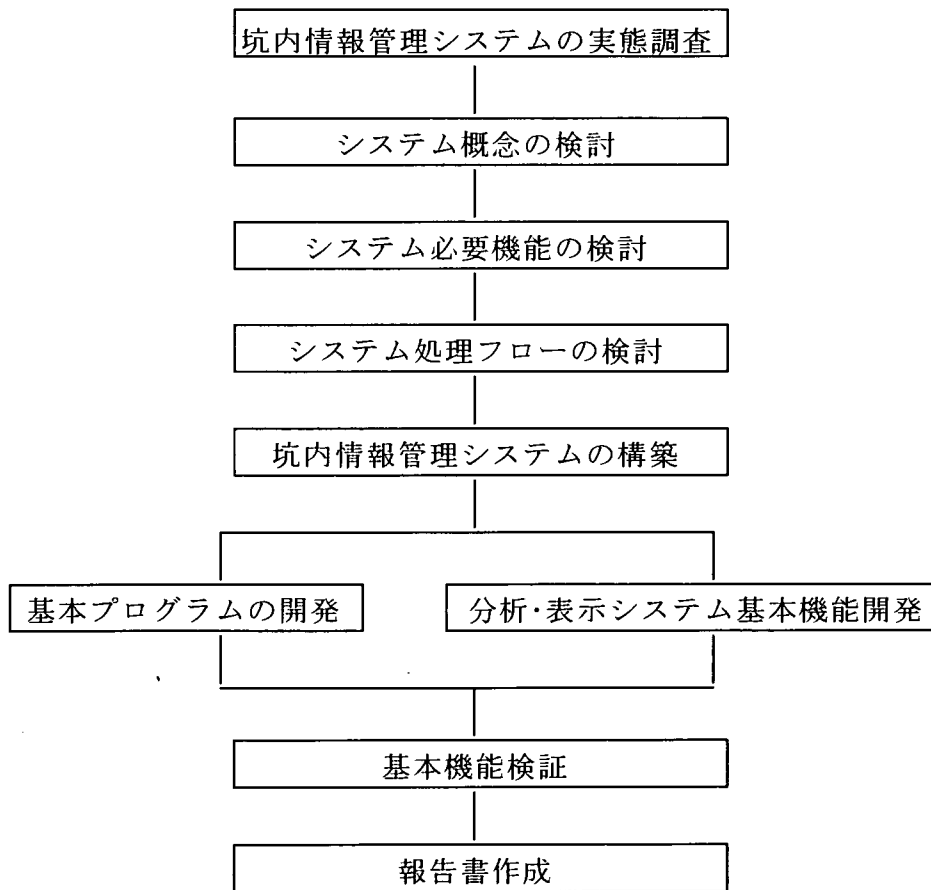 坑内情報管理システムの実態調査
システム概念の検討
システム必要機能の検討
システム処理フローの検討
坑内情報管理システムの構築
基本プログラムの開発
分析・表示システム基本機能開発
基本機能検証
報告書作成